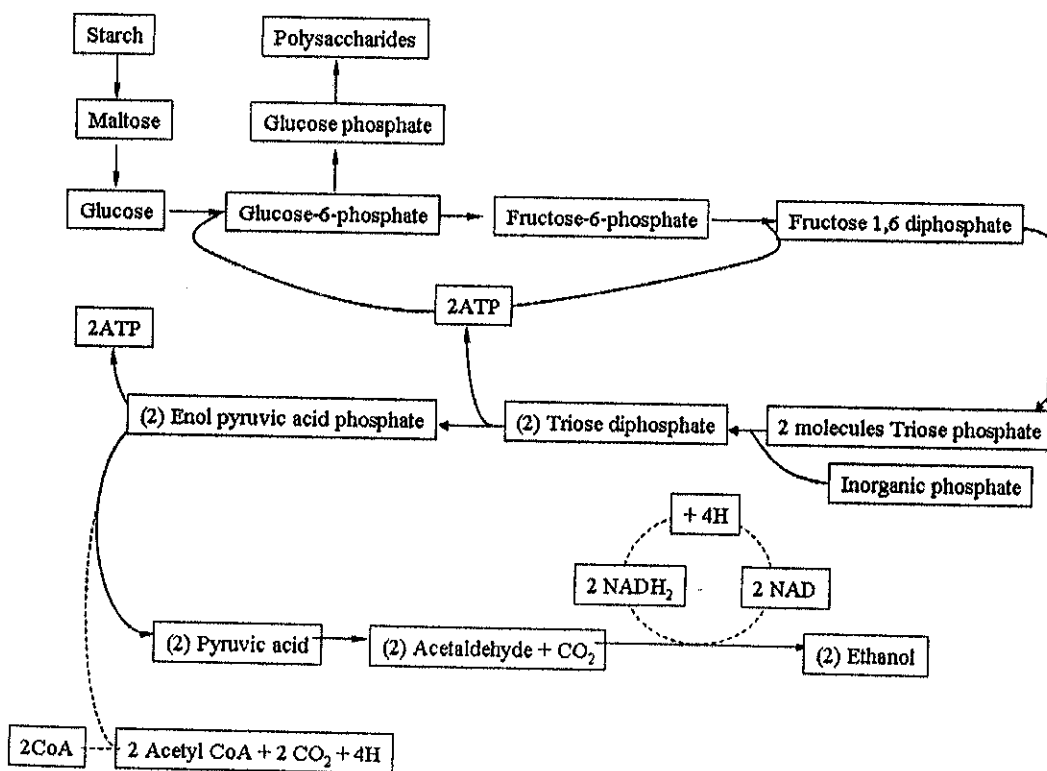 Starch
Polysaccharides
Maltose
Glucose phosphate
Glucose
Glucose-6-phosphate
Fructose-6-phosphate
Fructose 1,6 diphosphate
2ATP
2ATP
(2) Enol pyruvic acid phosphate
(2) Triose diphosphate
2 molecules Triose phosphate
Inorganic phosphate
+ 4H
2 NADH₂
2 NAD
(2) Pyruvic acid
(2) Acetaldehyde + CO₂
(2) Ethanol
2CoA
2 Acetyl CoA + 2 CO₂ + 4H